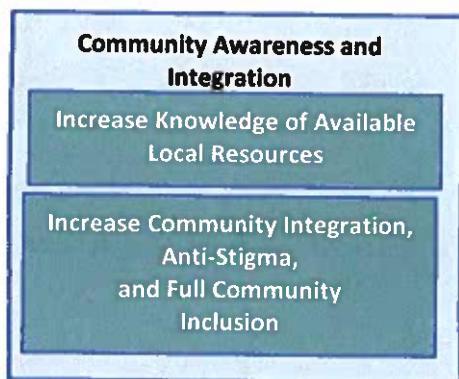 Community Awareness and
Integration
Increase Knowledge of Available
Local Resources
Increase Community Integration,
Anti-Stigma,
and Full Community
Inclusion